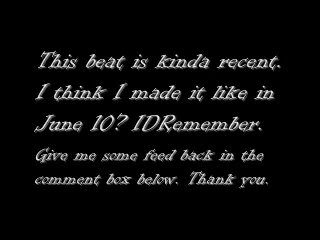 This beat is kinda recent.
I think I made it like in
June 10? IDRemember.
Give me some feed back in the
comment box below. Thank you.